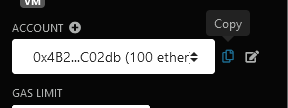 VM
Copy
ACCOUNT
0x4B2...C02db (100 ether)
GAS LIMIT